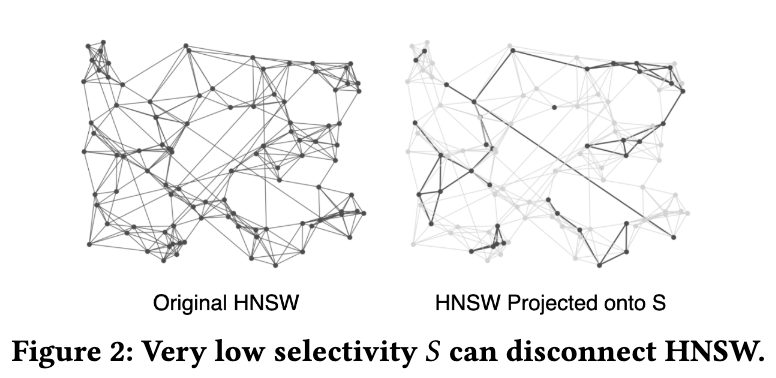 Original HNSW
HNSW Projected onto S
Figure 2: Very low selectivity S can disconnect HNSW.